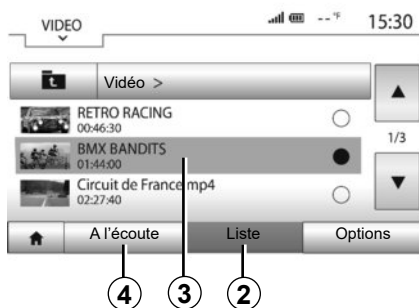 VIDEO
--°F 15:30
Vidéo >
RETRO RACING
00:46:30
BMX BANDITS
01:44:00
1/3
Circuit de France mp4
02:27:40
A l'écoute Liste Options
4 3 2